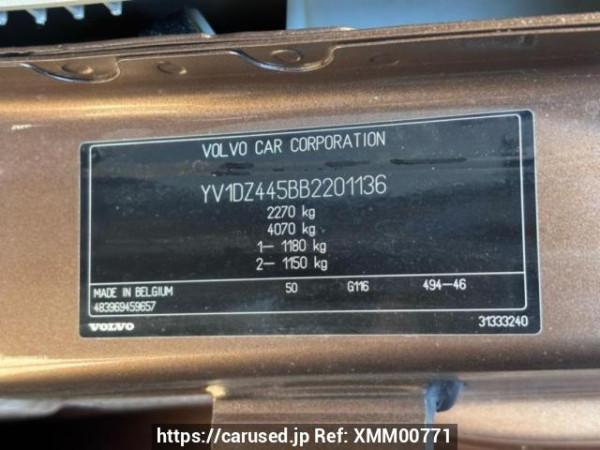 VOLVO CAR CORPORATION
YV1DZ445BB2201136
2270 kg
4070 kg
1– 1180 kg
2– 1150 kg
MADE IN BELGIUM 50 G116 494-46
483969459657
VOLVO 31333240
https://carused.jp Ref: XMM00771